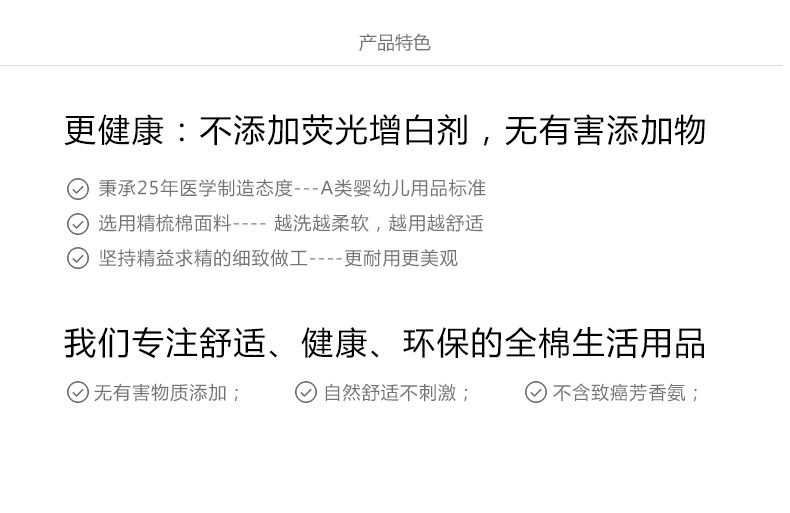 产品特色
更健康：不添加荧光增白剂，无有害添加物
秉承25年医学制造态度---A类婴幼儿用品标准
选用精梳棉面料---- 越洗越柔软，越用越舒适
坚持精益求精的细致做工----更耐用更美观
我们专注舒适、健康、环保的全棉生活用品
无有害物质添加； 自然舒适不刺激； 不含致癌芳香氨；